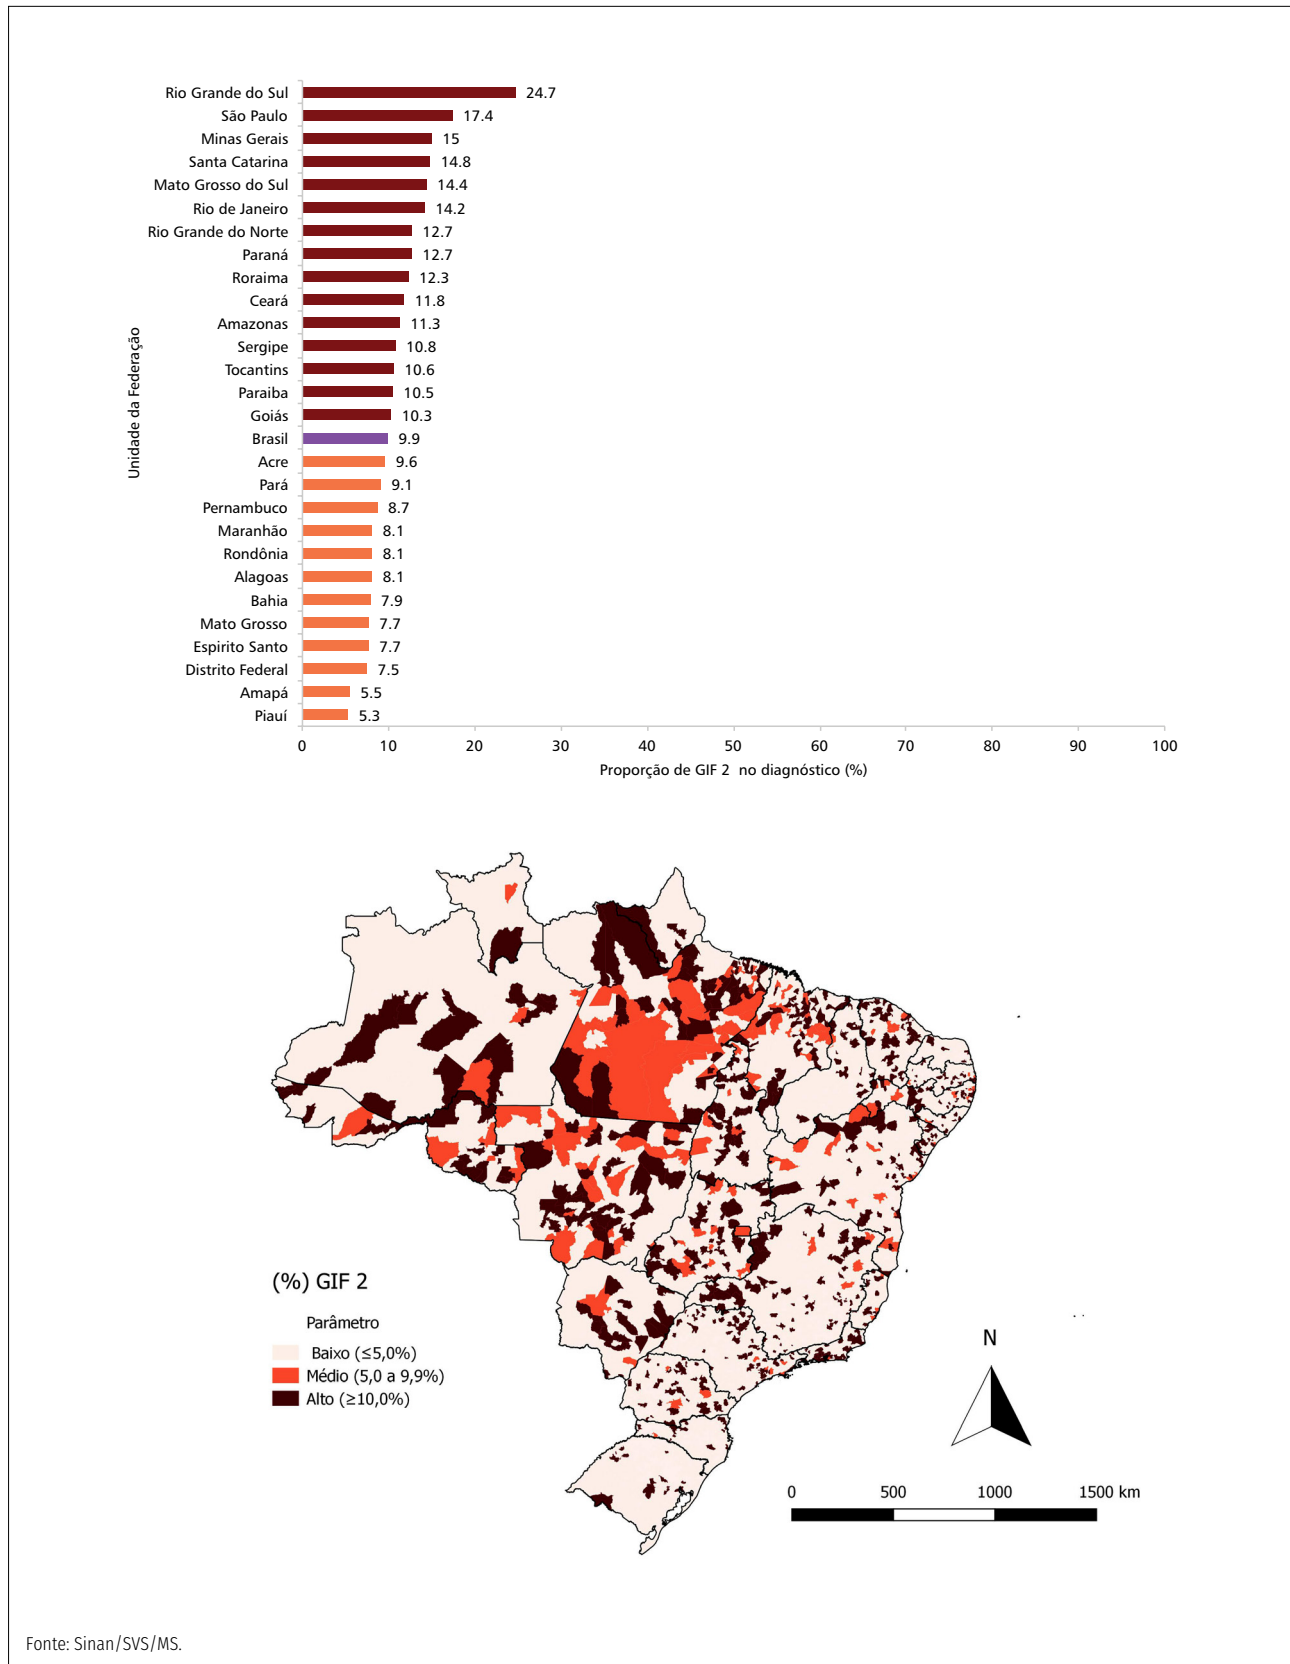 Rio Grande do Sul 24.7
São Paulo 17.4
Minas Gerais 15
Santa Catarina 14.8
Mato Grosso do Sul 14.4
Rio de Janeiro 14.2
Rio Grande do Norte 12.7
Paraná 12.7
Roraima 12.3
Ceará 11.8
Amazonas 11.3
Sergipe 10.8
Tocantins 10.6
Paraiba 10.5
Goiás 10.3
Brasil 9.9
Acre 9.6
Pará 9.1
Pernambuco 8.7
Maranhão 8.1
Rondônia 8.1
Alagoas 8.1
Bahia 7.9
Mato Grosso 7.7
Espirito Santo 7.7
Distrito Federal 7.5
Amapá 5.5
Piauí 5.3
Unidade da Federação
0 10 20 30 40 50 60 70 80 90 100
Proporção de GIF 2 no diagnóstico (%)
(%) GIF 2
Parâmetro
Baixo (≤5,0%)
Médio (5,0 a 9,9%)
Alto (≥10,0%)
N
0 500 1000 1500 km
Fonte: Sinan/SVS/MS.